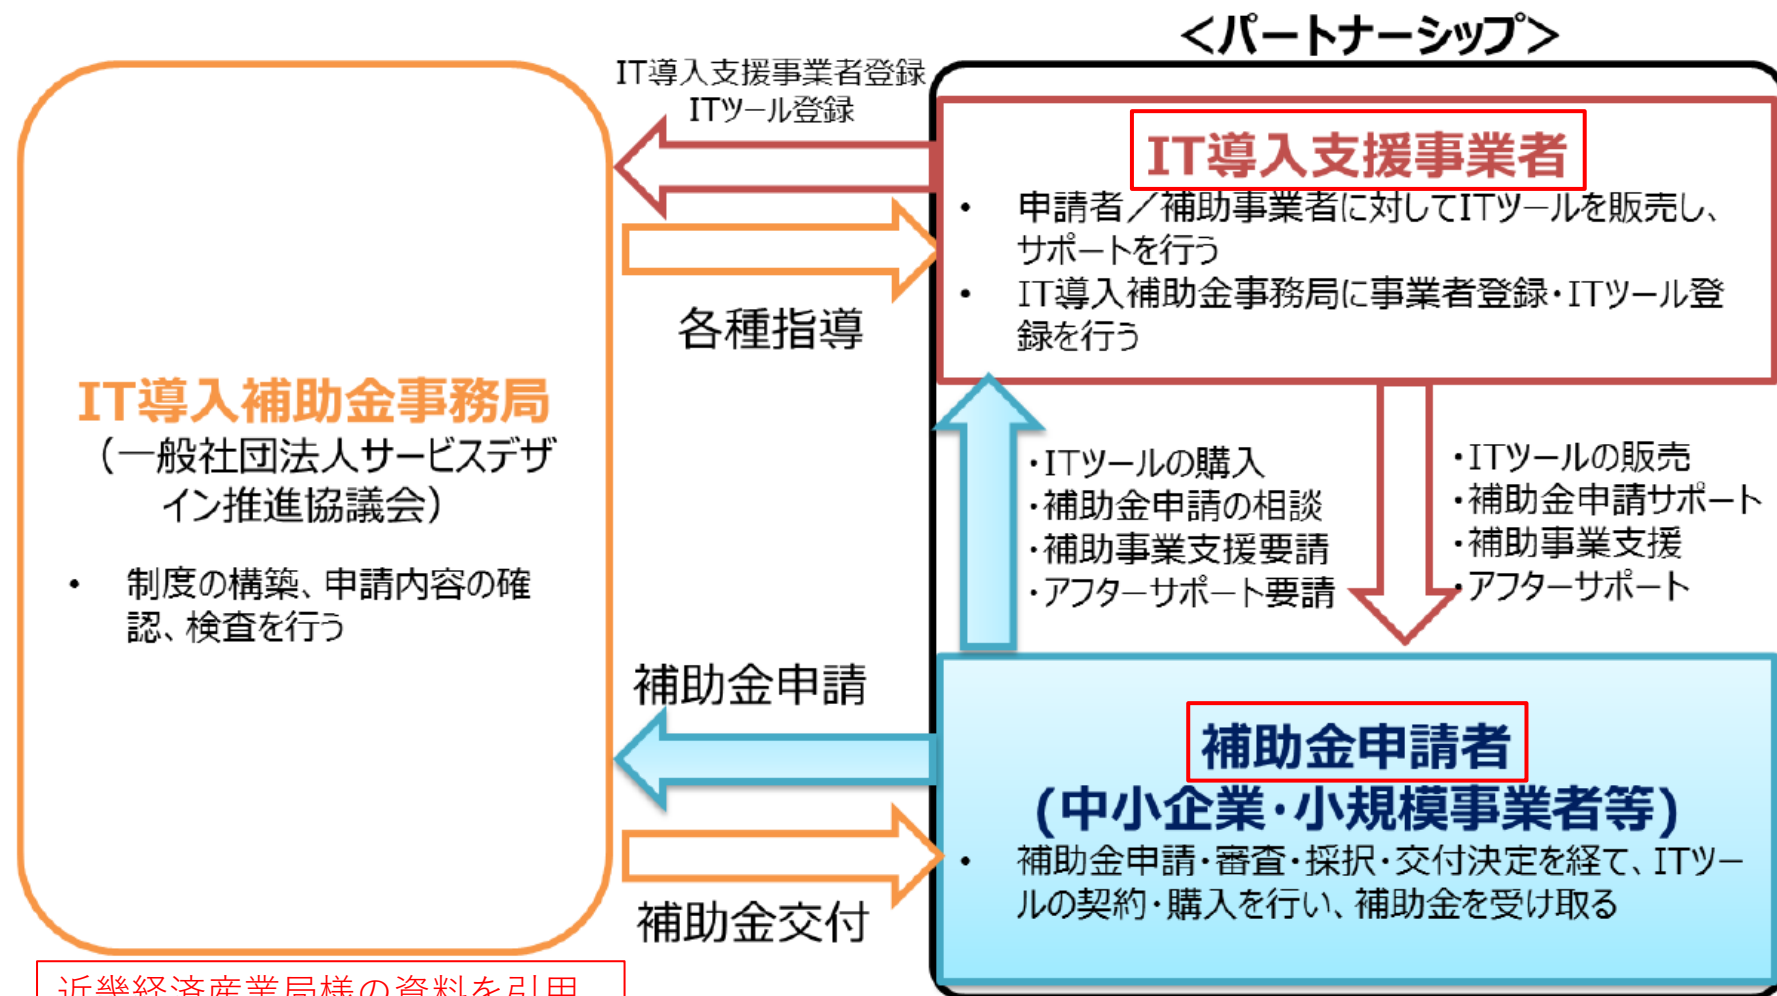 ＜パートナーシップ＞
IT導入支援事業者登録
ITツール登録
IT導入支援事業者
• 申請者／補助事業者に対してITツールを販売し、
サポートを行う
• IT導入補助金事務局に事業者登録・ITツール登
録を行う
各種指導
IT導入補助金事務局
（一般社団法人サービスデザ
イン推進協議会）
• 制度の構築、申請内容の確
認、検査を行う
・ITツールの購入
・補助金申請の相談
・補助事業支援要請
・アフターサポート要請
・ITツールの販売
・補助金申請サポート
・補助事業支援
・アフターサポート
補助金申請
補助金申請者
(中小企業・小規模事業者等)
• 補助金申請・審査・採択・交付決定を経て、ITツー
ルの契約・購入を行い、補助金を受け取る
補助金交付
近畿経済産業局様の資料を引用